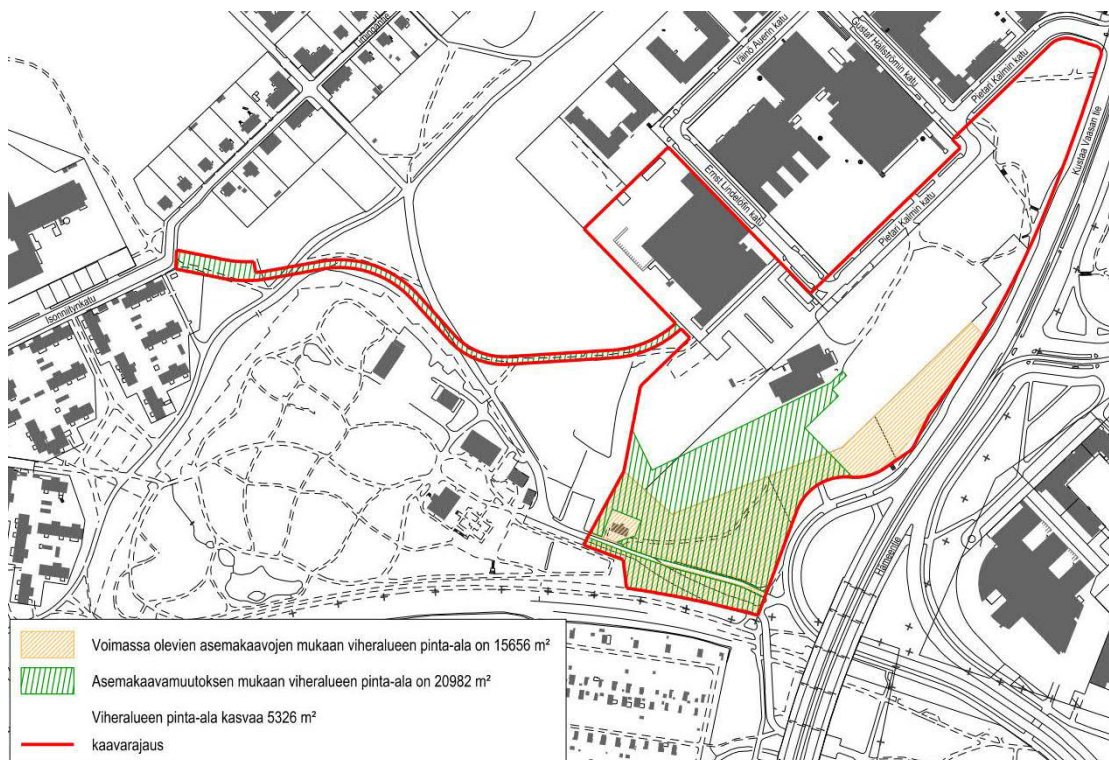 Limingantie
Väinö Auerin katu
Gustaf Hällströmin katu
Pietari Kalmin katu
Kustaa Vaasan tie
Ernst Lindelöfin katu
Pietari Kalmin katu
Isonniitynkatu
Hämeentie
Voimassa olevien asemakaavojen mukaan viheralueen pinta-ala on 15656 m²
Asemakaavamuutoksen mukaan viheralueen pinta-ala on 20982 m²
Viheralueen pinta-ala kasvaa 5326 m²
kaavarajaus